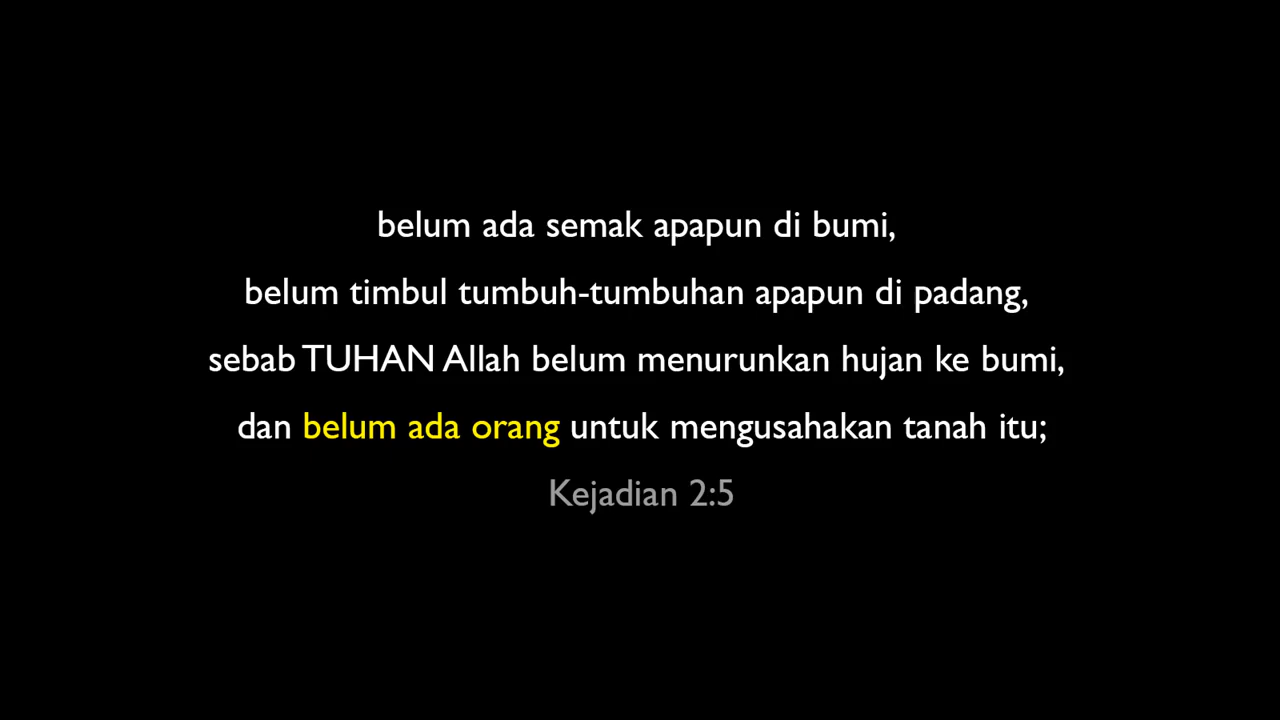 belum ada semak apapun di bumi,
belum timbul tumbuh-tumbuhan apapun di padang,
sebab TUHAN Allah belum menurunkan hujan ke bumi,
dan belum ada orang untuk mengusahakan tanah itu;
Kejadian 2:5